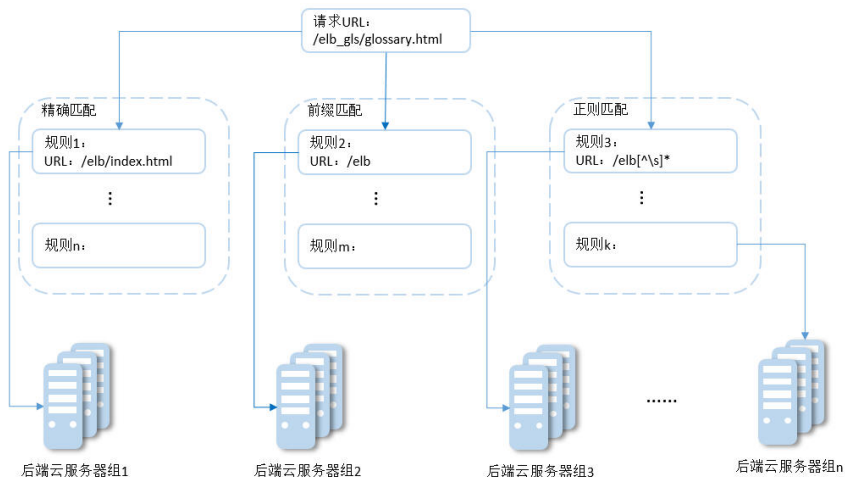 请求URL：
/elb_gls/glossary.html
精确匹配
前缀匹配
正则匹配
规则1：
URL：/elb/index.html
规则2：
URL：/elb
规则3：
URL：/elb[^\s]*
⋮
⋮
⋮
规则n：
规则m：
规则k：
......
后端云服务器组1
后端云服务器组2
后端云服务器组3
后端云服务器组n